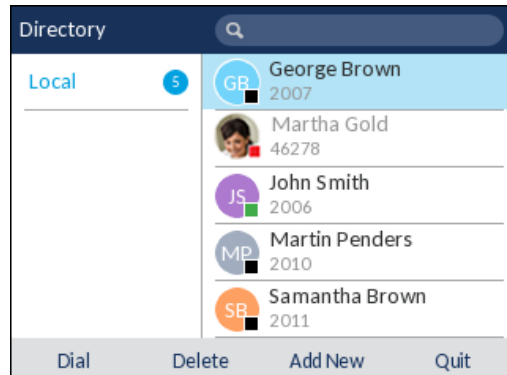 Directory
Local 5
GB George Brown
2007
Martha Gold
46278
JS John Smith
2006
MP Martin Penders
2010
SB Samantha Brown
2011
Dial Delete Add New Quit